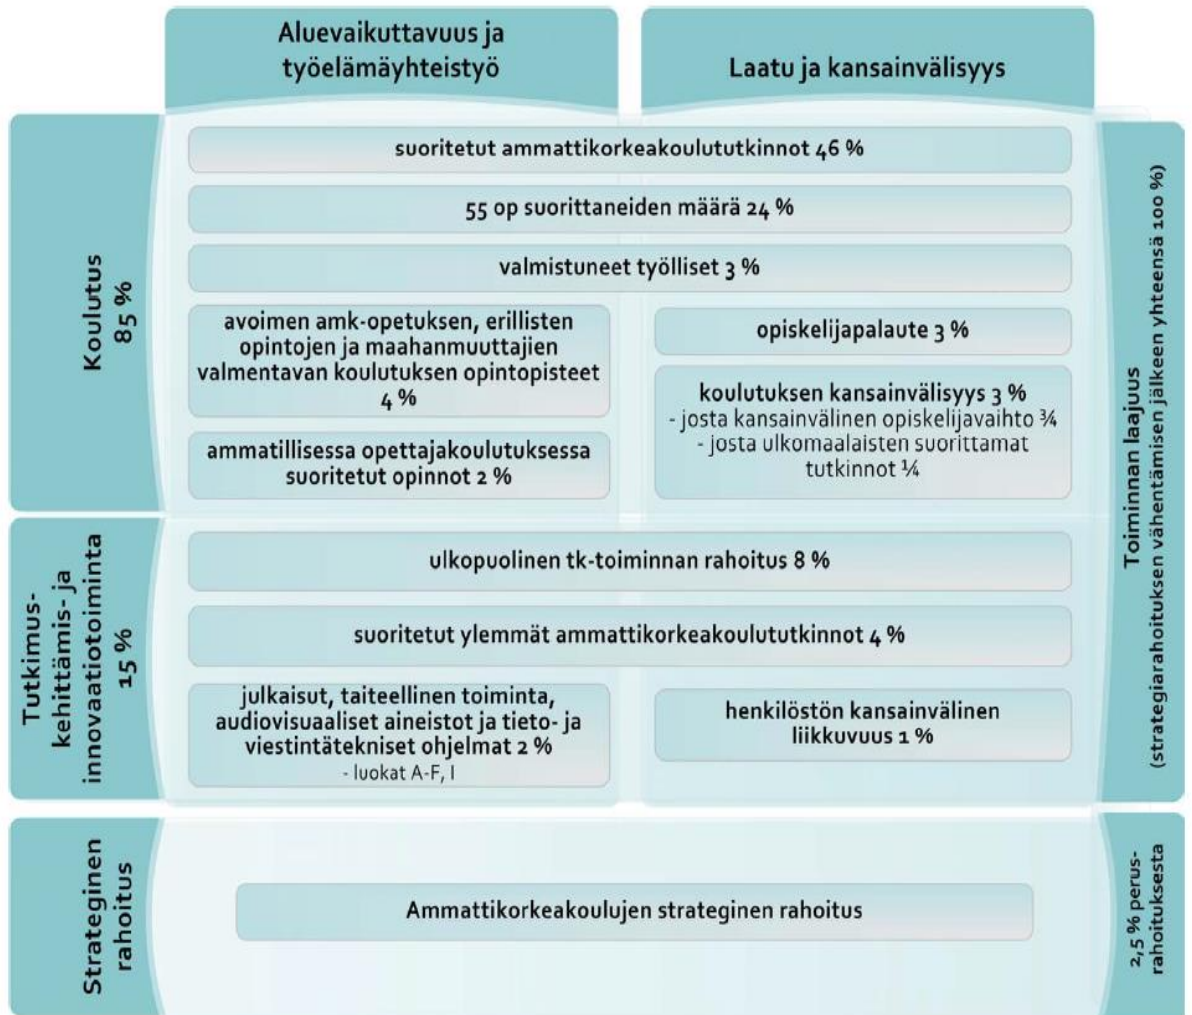 Aluevaikuttavuus ja
työelämäyhteistyö
Laatu ja kansainvälisyys
Koulutus
85 %
suoritetut ammattikorkeakoulututkinnot 46 %
55 op suorittaneiden määrä 24 %
valmistuneet työlliset 3 %
avoimen amk-opetuksen, erillisten
opintojen ja maahanmuuttajien
valmentavan koulutuksen opintopisteet
4 %
ammatillisessa opettajakoulutuksessa
suoritetut opinnot 2 %
opiskelijapalaute 3 %
koulutuksen kansainvälisyys 3 %
- josta kansainvälinen opiskelijavaihto ¾
- josta ulkomaalaisten suorittamat
tutkinnot ¼
Toiminnan laajuus
(strategiarahoituksen vähentämisen jälkeen yhteensä 100 %)
Tutkimus-
kehittämis- ja
innovaatiotoiminta
15 %
ulkopuolinen tk-toiminnan rahoitus 8 %
suoritetut ylemmät ammattikorkeakoulututkinnot 4 %
julkaisut, taiteellinen toiminta,
audiovisuaaliset aineistot ja tieto- ja
viestintätekniset ohjelmat 2 %
- luokat A-F, I
henkilöstön kansainvälinen
liikkuvuus 1 %
Strateginen
rahoitus
Ammattikorkeakoulujen strateginen rahoitus
2,5 % perus-
rahoituksesta